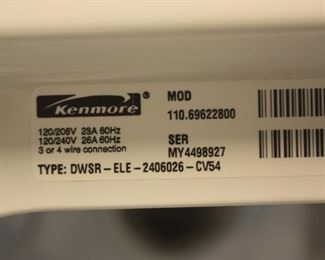 Kenmore®
MOD
110.69622800
120/208V 23A 60Hz
120/240V 26A 60Hz
3 or 4 wire connection
SER
MY4498927
TYPE: DWSR-ELE-2406026-CV54